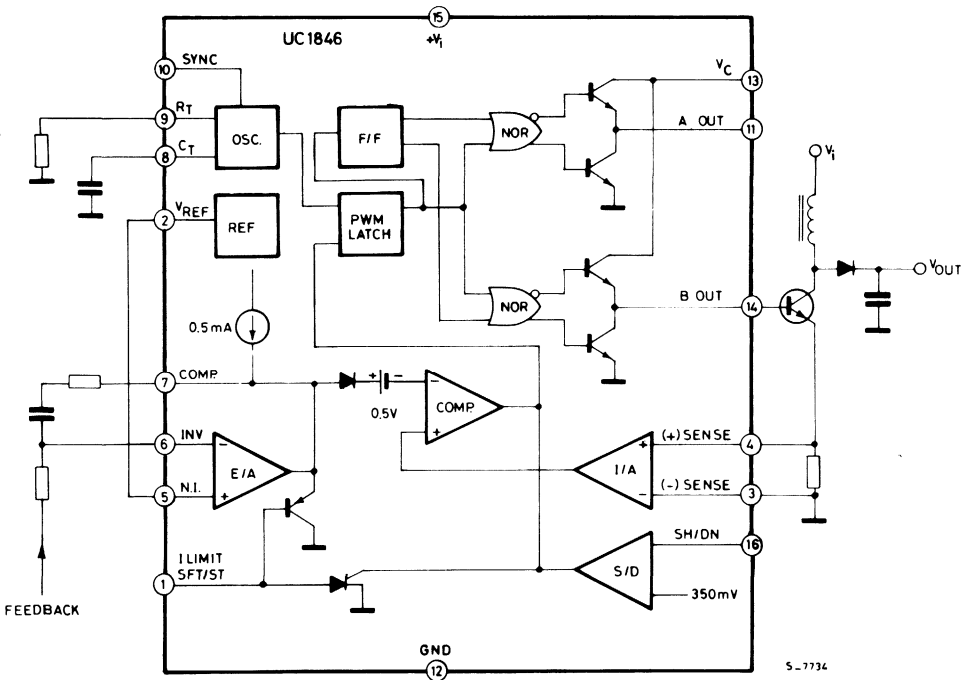 15
UC1846
+Vi
10 SYNC
VC
13
9 RT
OSC.
F/F
NOR
A OUT
11
8 CT
Vi
2 VREF
REF
PWM
LATCH
VOUT
NOR
B OUT
14
0.5mA
7 COMP.
+ -
0.5V
-
COMP.
+
6 INV
-
E/A
5 N.I.
+
+
(+) SENSE
4
I/A
-
(-) SENSE
3
I LIMIT
SFT/ST
1
SH/DN
16
S/D
350mV
FEEDBACK
GND
12
S_7734